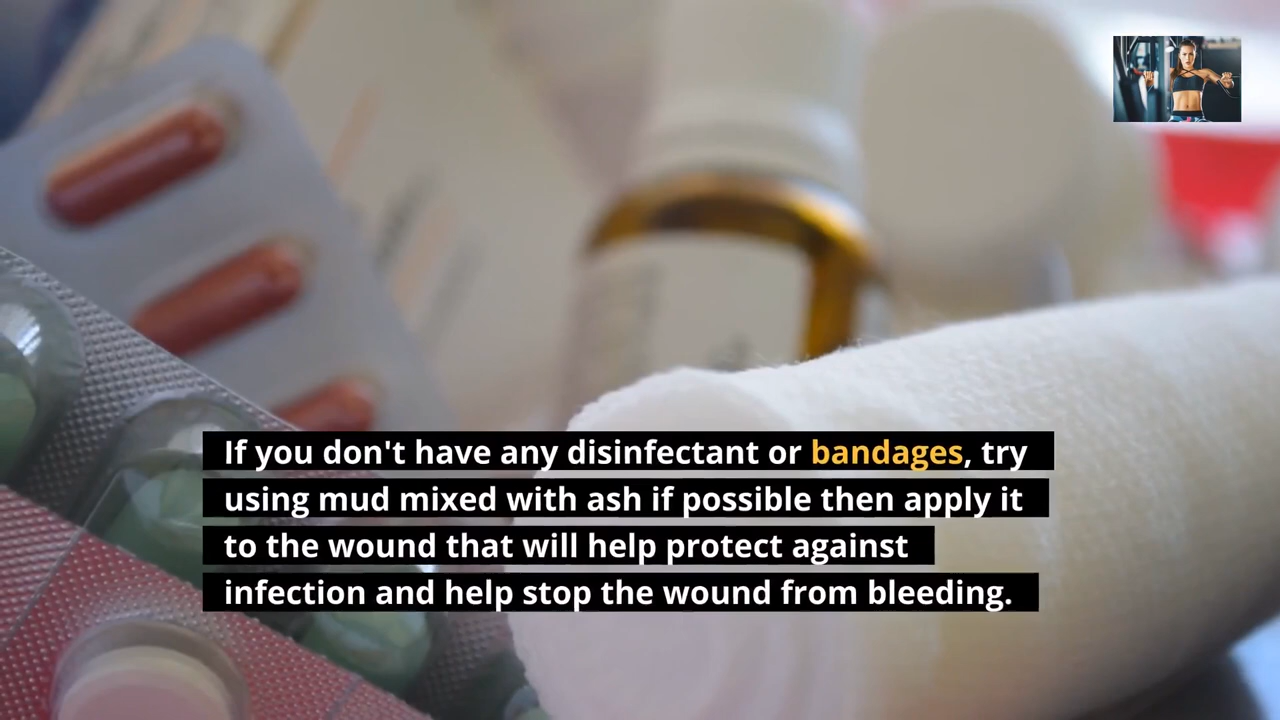 If you don't have any disinfectant or bandages, try
using mud mixed with ash if possible then apply it
to the wound that will help protect against
infection and help stop the wound from bleeding.